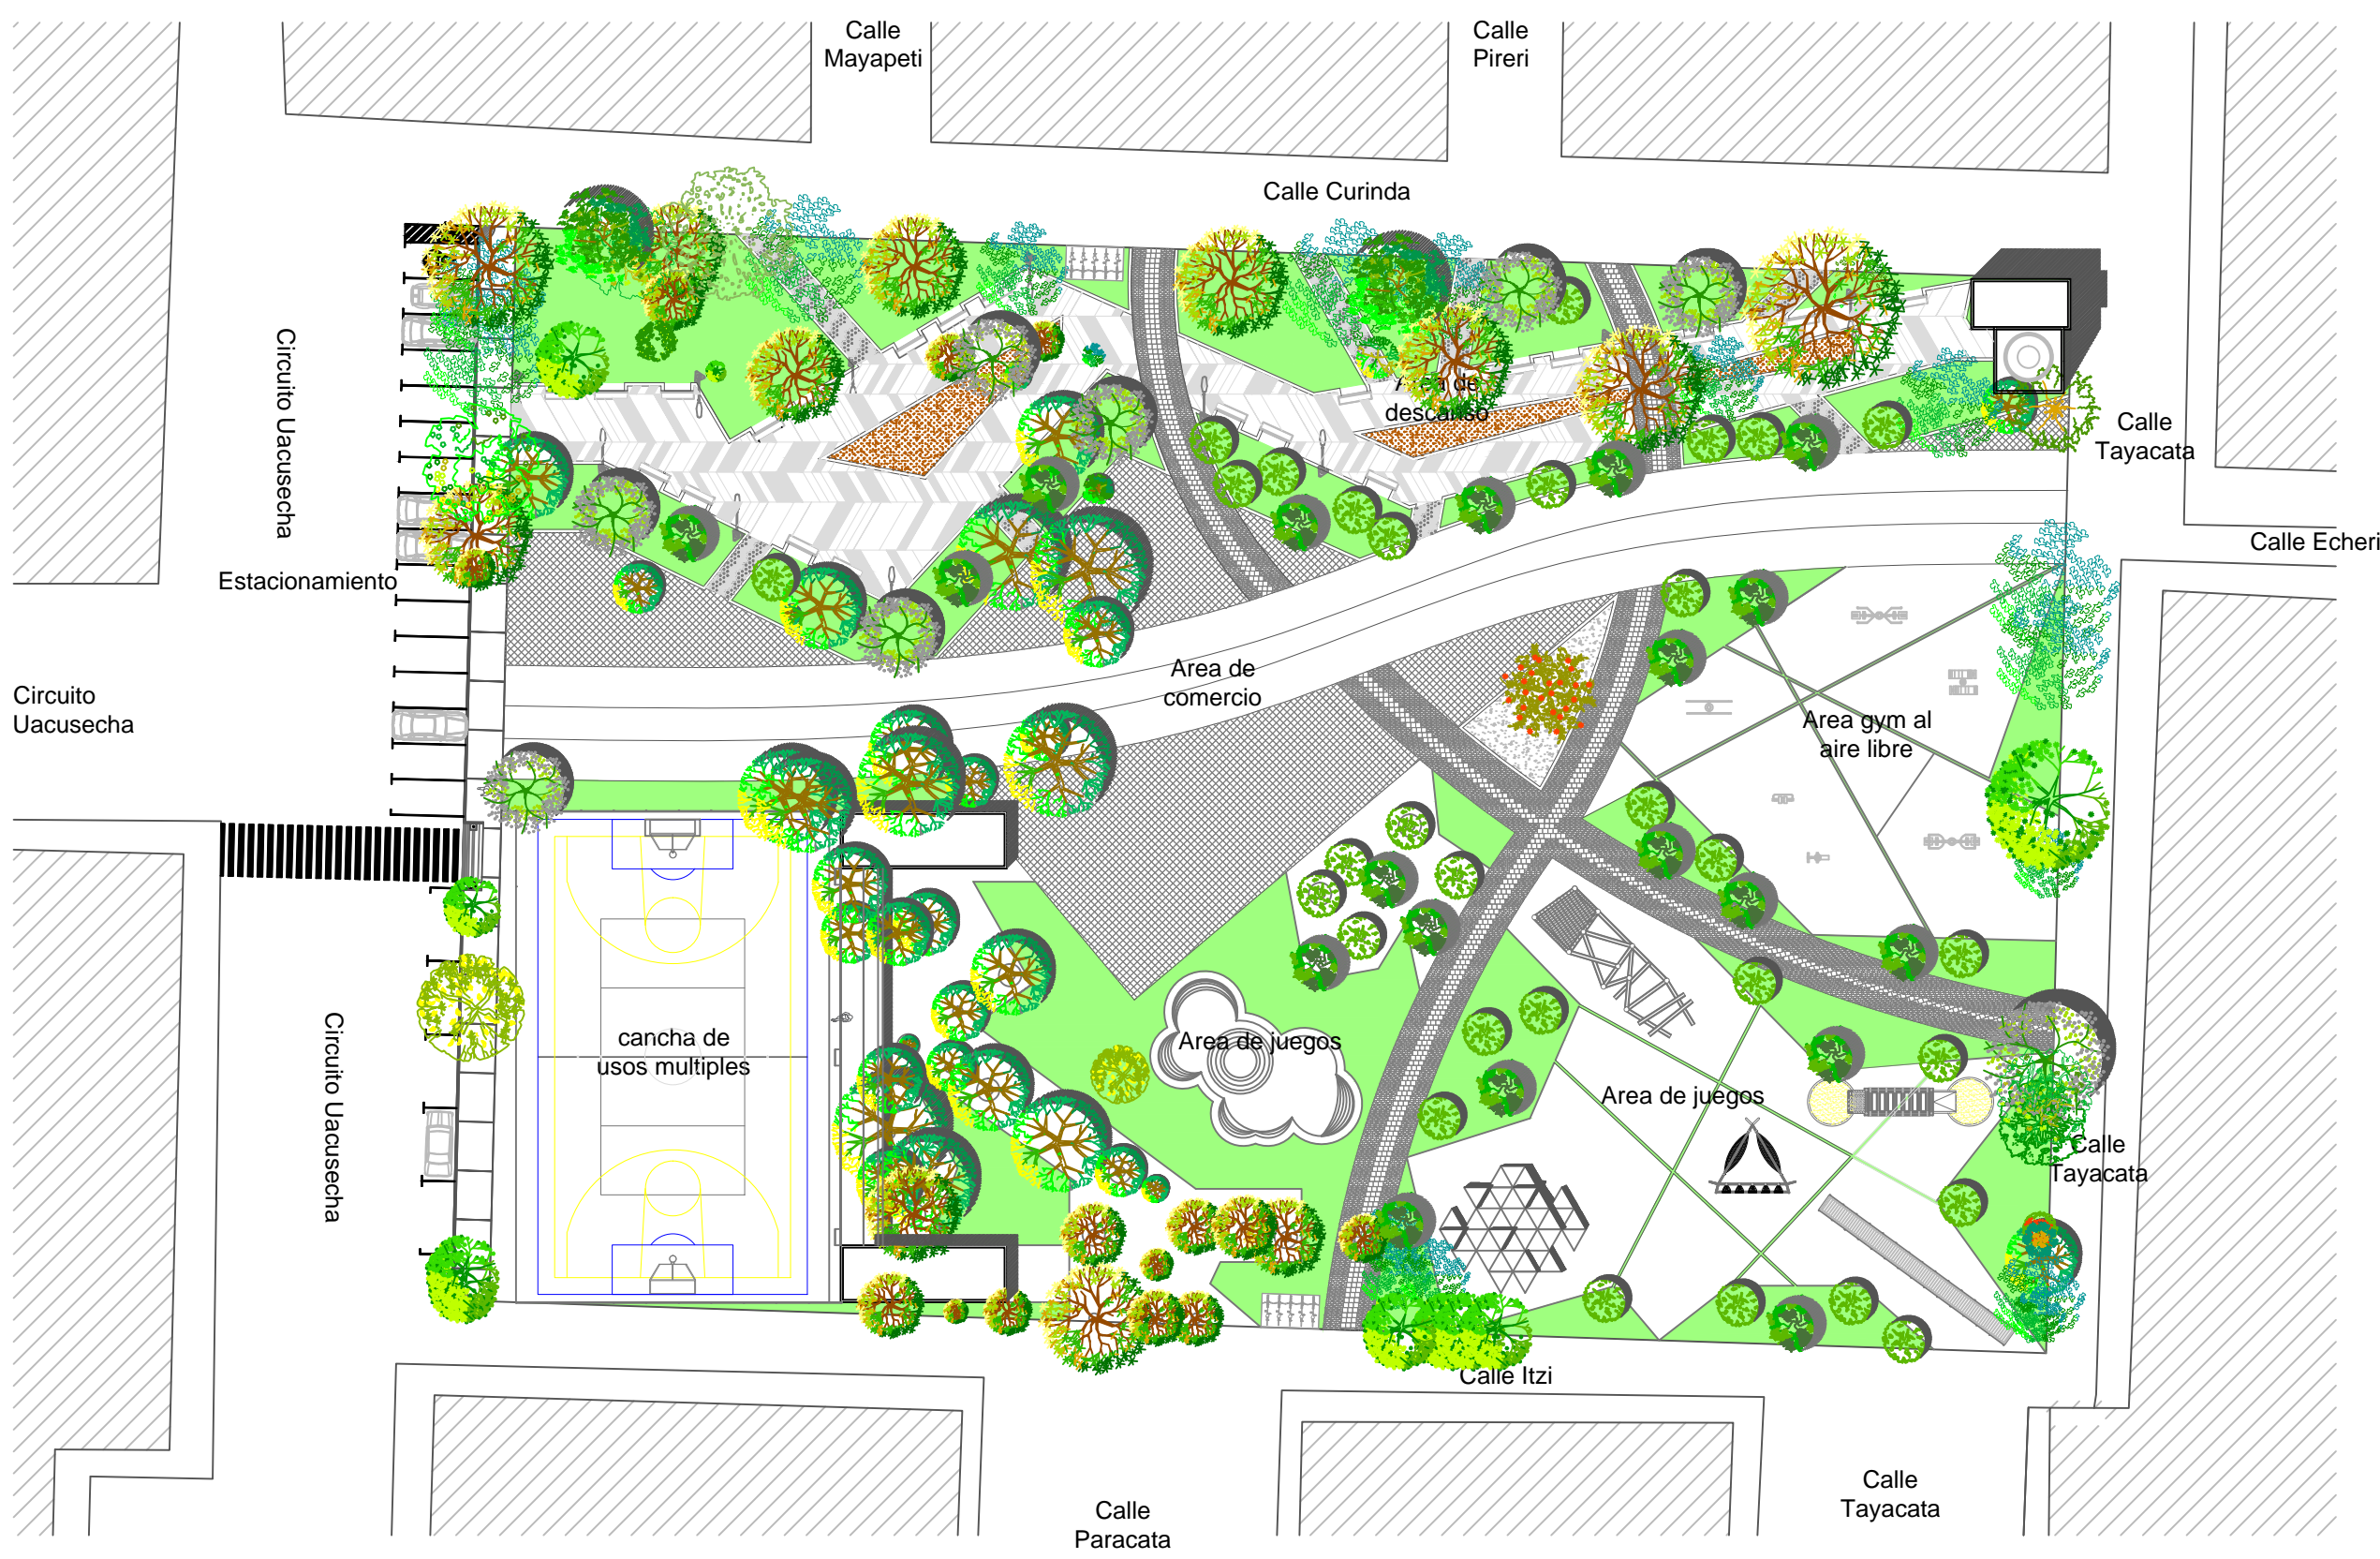 Calle
Mayapeti
Calle
Pireri
Calle Curinda
Circuito Uacusecha
Area de
descanso
Calle
Tayacata
Calle Echeri
Estacionamiento
Area de
comercio
Circuito
Uacusecha
Area gym al
aire libre
cancha de
usos multiples
Area de juegos
Area de juegos
Circuito Uacusecha
Calle
Tayacata
Calle Itzi
Calle
Paracata
Calle
Tayacata